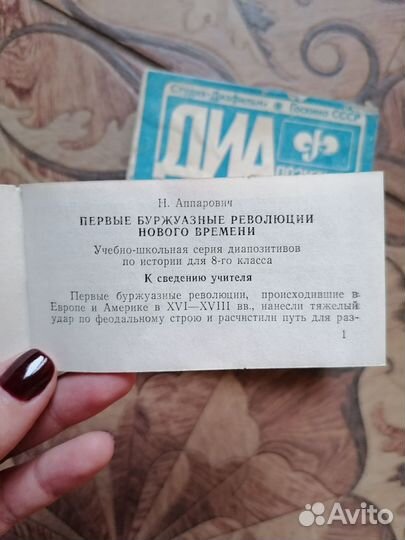 Студия «Диафильм» Госкино СССР
ДИА
Н. Аппарович
ПЕРВЫЕ БУРЖУАЗНЫЕ РЕВОЛЮЦИИ
НОВОГО ВРЕМЕНИ
Учебно-школьная серия диапозитивов
по истории для 8-го класса
К сведению учителя
Первые буржуазные революции, происходившие в
Европе и Америке в XVI—XVIII вв., нанесли тяжелый
удар по феодальному строю и расчистили путь для раз-
1
Avito